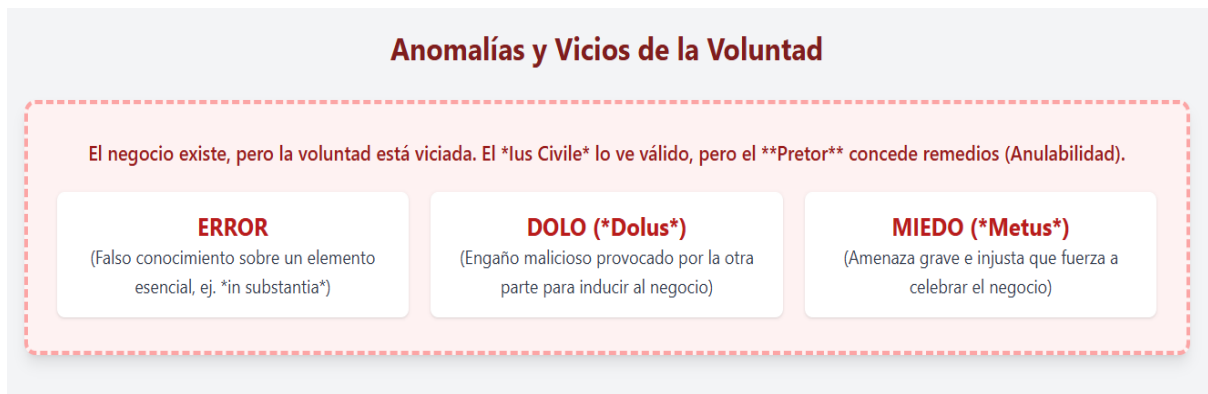 Anomalías y Vicios de la Voluntad
El negocio existe, pero la voluntad está viciada. El *Ius Civile* lo ve válido, pero el **Pretor** concede remedios (Anulabilidad).
ERROR
(Falso conocimiento sobre un elemento
esencial, ej. *in substantia*)
DOLO (*Dolus*)
(Engaño malicioso provocado por la otra
parte para inducir al negocio)
MIEDO (*Metus*)
(Amenaza grave e injusta que fuerza a
celebrar el negocio)